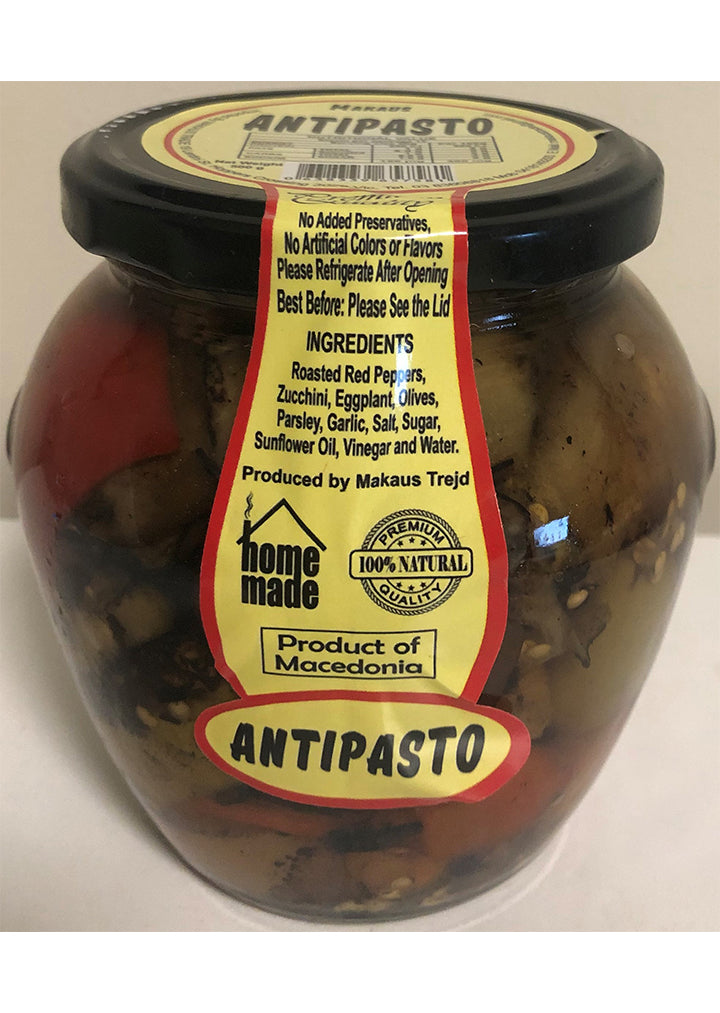 MAKAUS
ANTIPASTO
Net Weight
No Added Preservatives,
No Artificial Colors or Flavors
Please Refrigerate After Opening
Best Before: Please See the Lid
INGREDIENTS
Roasted Red Peppers,
Zucchini, Eggplant, Olives,
Parsley, Garlic, Salt, Sugar,
Sunflower Oil, Vinegar and Water.
Produced by Makaus Trejd
home
made
PREMIUM
100% NATURAL
QUALITY
Product of
Macedonia
ANTIPASTO